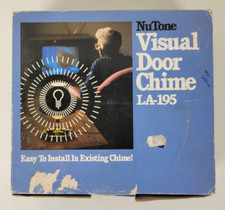 NuTone
Visual
Door
Chime
LA-195
Easy To Install In Existing Chime!